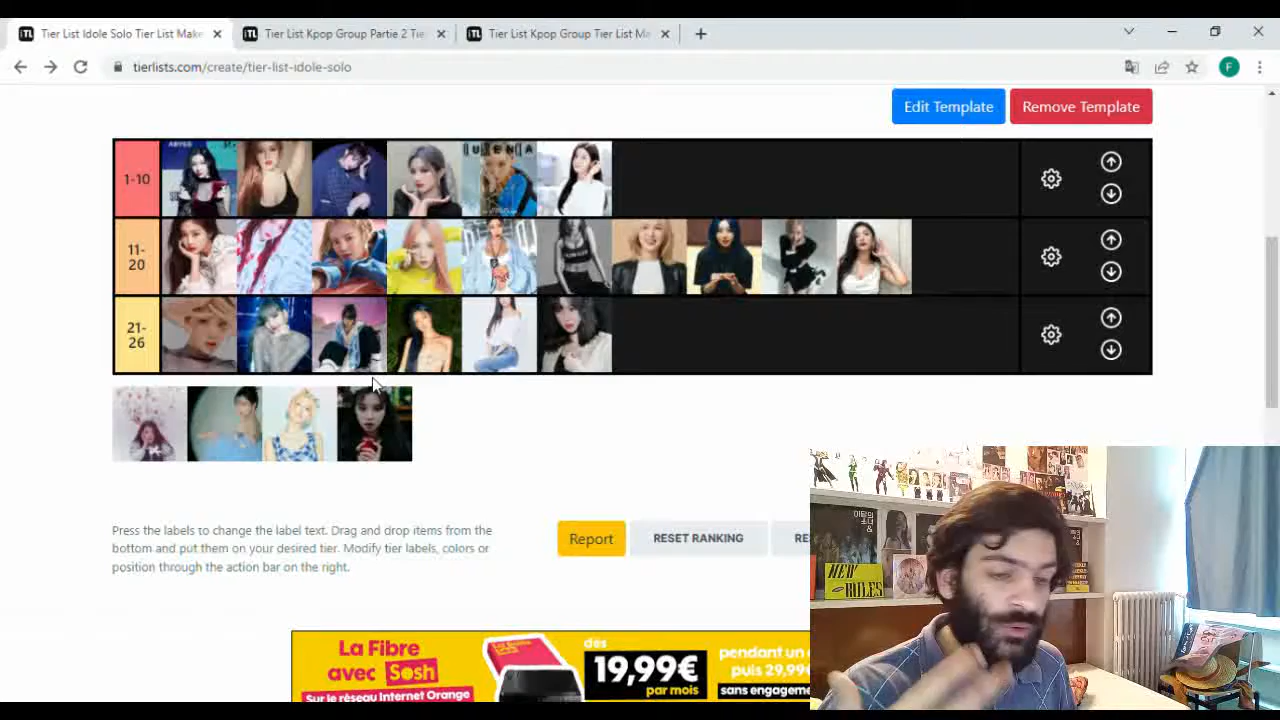 Tier List Idole Solo Tier List Make
Tier List Kpop Group Partie 2 Tie
Tier List Kpop Group Tier List Ma
tierlists.com/create/tier-list-idole-solo
F
Edit Template
Remove Template
1-10
11-
20
21-
26
Press the labels to change the label text. Drag and drop items from the
bottom and put them on your desired tier. Modify tier labels, colors or
position through the action bar on the right.
Report
RESET RANKING
RE
NEW
RULES
La Fibre
avec Sosh
Sur le réseau Internet Orange
dès
19,99€
par mois
pendant un
puis 29,99
sans engagem